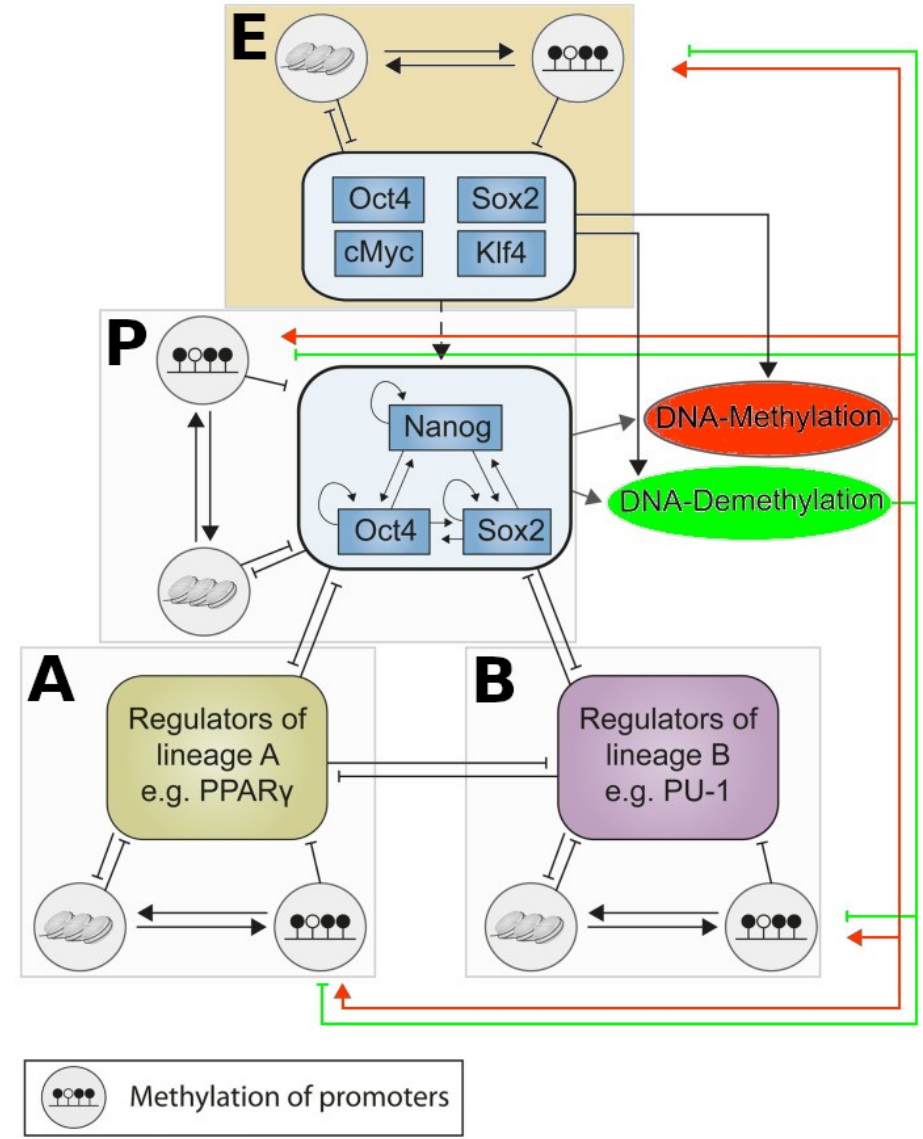 E
Oct4
Sox2
cMyc
Klf4
P
Nanog
Oct4
Sox2
DNA-Methylation
DNA-Demethylation
A
Regulators of
lineage A
e.g. PPARγ
B
Regulators of
lineage B
e.g. PU-1
Methylation of promoters